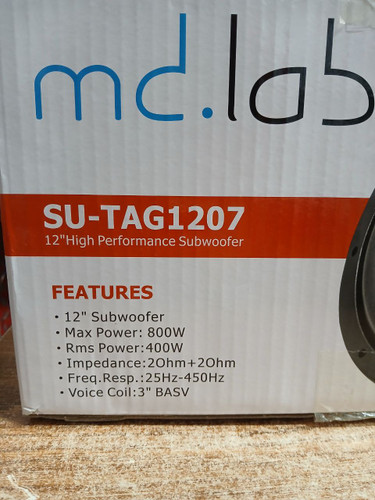 md.lab
SU-TAG1207
12"High Performance Subwoofer
FEATURES
· 12" Subwoofer
· Max Power: 800W
· Rms Power:400W
· Impedance:2Ohm+2Ohm
· Freq.Resp.:25Hz-450Hz
· Voice Coil:3" BASV